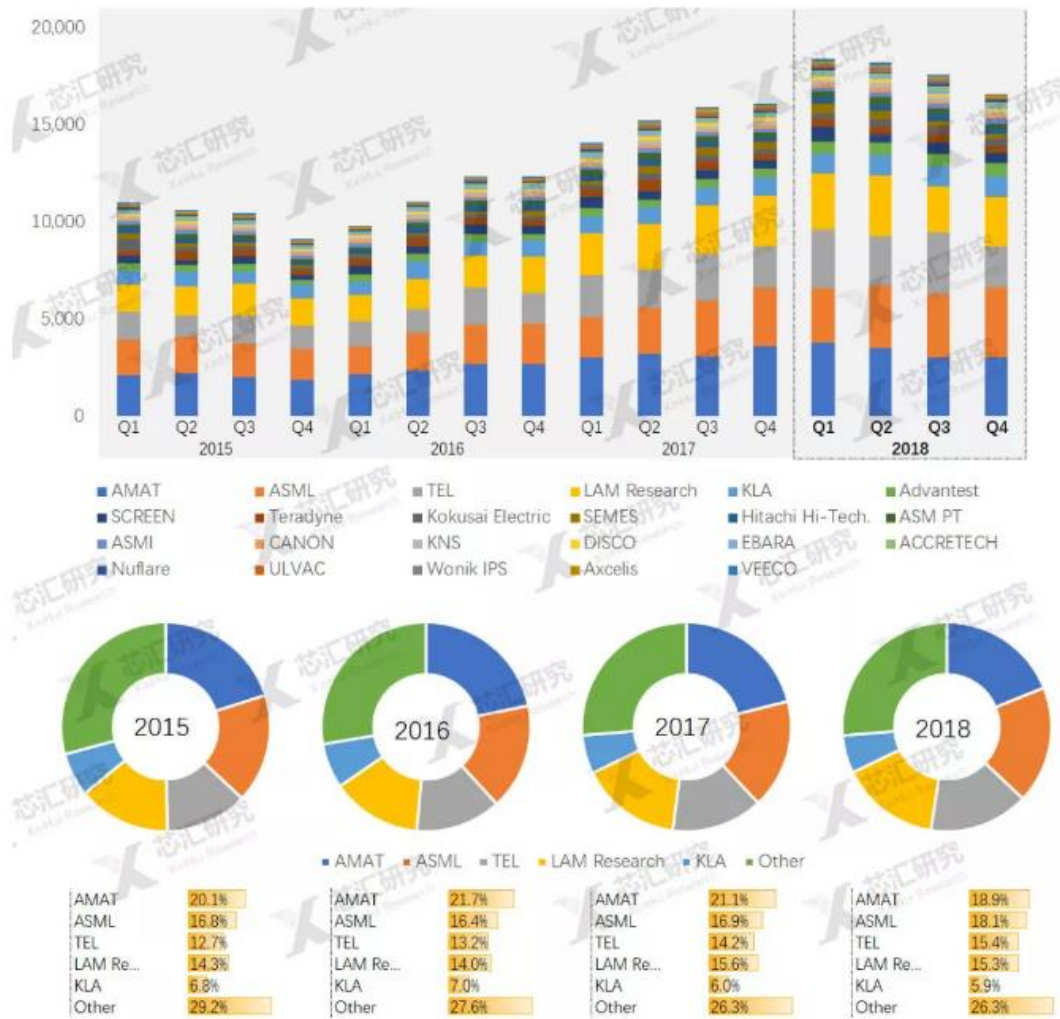 20,000
15,000
10,000
5,000
0
Q1 Q2 Q3 Q4 Q1 Q2 Q3 Q4 Q1 Q2 Q3 Q4 Q1 Q2 Q3 Q4
2015 2016 2017 2018
AMAT ASML TEL LAM Research KLA Advantest
SCREEN Teradyne Kokusai Electric SEMES Hitachi Hi-Tech. ASM PT
ASMI CANON KNS DISCO EBARA ACCRETECH
Nuflare ULVAC Wonik IPS Axcelis VEECO
2015 2016 2017 2018
AMAT ASML TEL LAM Research KLA Other
AMAT 20.1% AMAT 21.7% AMAT 21.1% AMAT 18.9%
ASML 16.8% ASML 16.4% ASML 16.9% ASML 18.1%
TEL 12.7% TEL 13.2% TEL 14.2% TEL 15.4%
LAM Re... 14.3% LAM Re... 14.0% LAM Re... 15.6% LAM Re... 15.3%
KLA 6.8% KLA 7.0% KLA 6.0% KLA 5.9%
Other 29.2% Other 27.6% Other 26.3% Other 26.3%
芯汇研究
XinHui Research